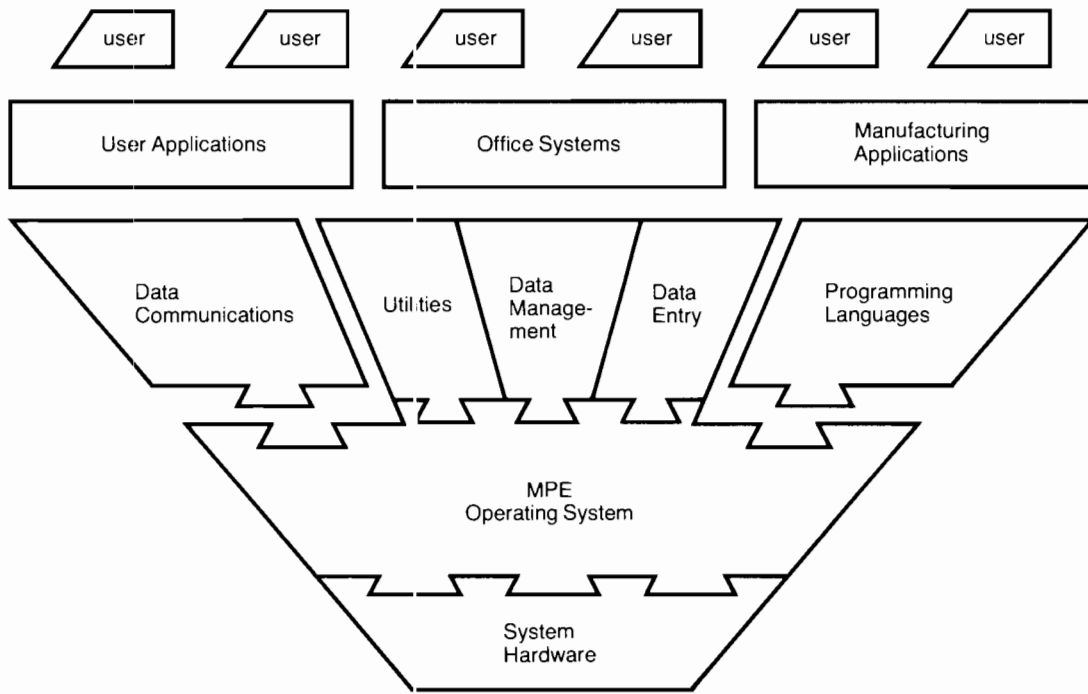 user
user
user
user
user
user
User Applications
Office Systems
Manufacturing
Applications
Data
Communications
Utilities
Data
Manage-
ment
Data
Entry
Programming
Languages
MPE
Operating System
System
Hardware